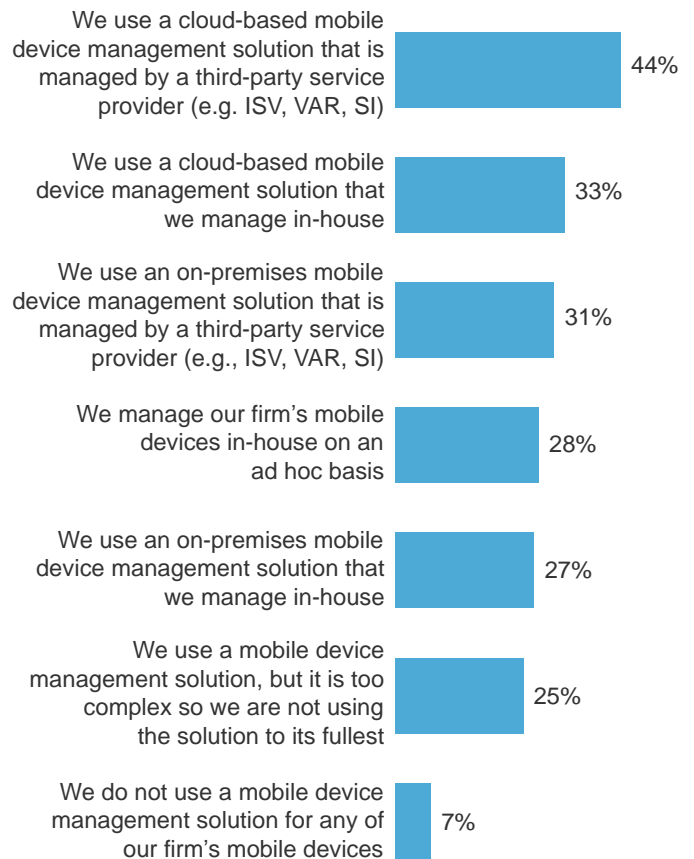 We use a cloud-based mobile
device management solution that is
managed by a third-party service
provider (e.g. ISV, VAR, SI)
44%
We use a cloud-based mobile
device management solution that
we manage in-house
33%
We use an on-premises mobile
device management solution that is
managed by a third-party service
provider (e.g., ISV, VAR, SI)
31%
We manage our firm’s mobile
devices in-house on an
ad hoc basis
28%
We use an on-premises mobile
device management solution that
we manage in-house
27%
We use a mobile device
management solution, but it is too
complex so we are not using
the solution to its fullest
25%
We do not use a mobile device
management solution for any of
our firm’s mobile devices
7%